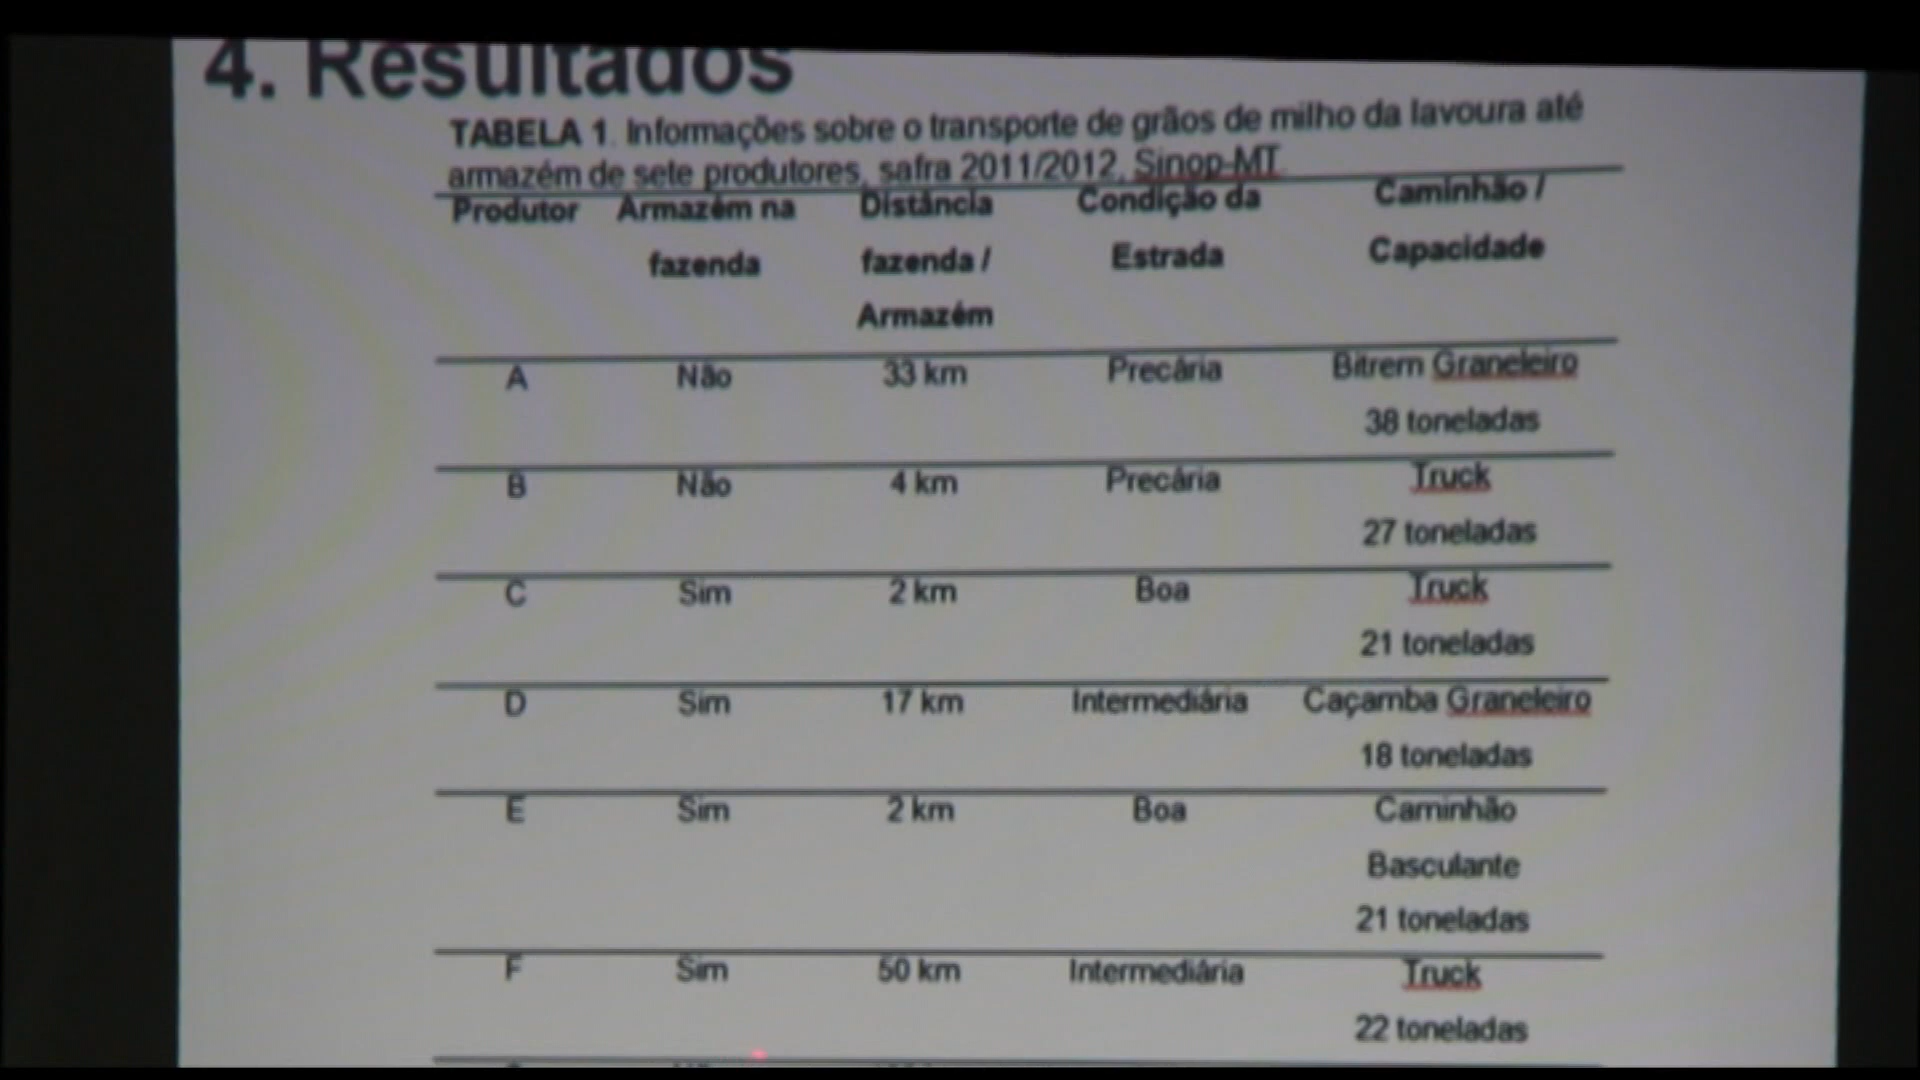 4. Resultados
TABELA 1. Informações sobre o transporte de grãos de milho da lavoura até
armazém de sete produtores, safra 2011/2012, Sinop-MT.
Produtor Armazém na Distância Condição da Caminhão /
fazenda fazenda / Estrada Capacidade
Armazém
A Não 33 km Precária Bitrem Graneleiro
38 toneladas
B Não 4 km Precária Truck
27 toneladas
C Sim 2 km Boa Truck
21 toneladas
D Sim 17 km Intermediária Caçamba Graneleiro
18 toneladas
E Sim 2 km Boa Caminhão
Basculante
21 toneladas
F Sim 50 km Intermediária Truck
22 toneladas